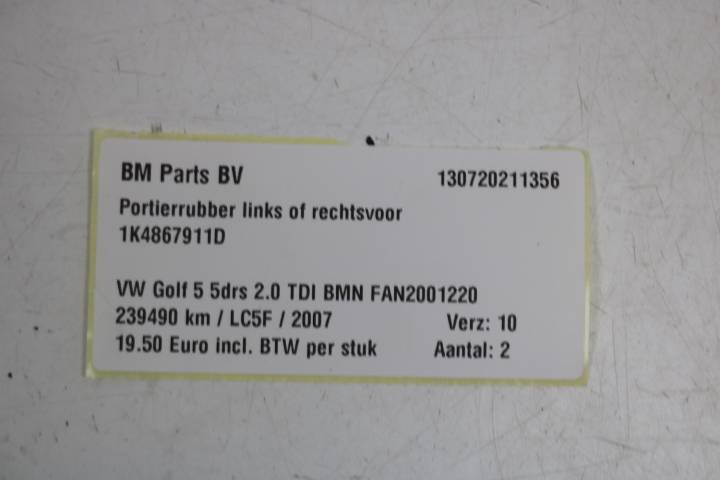 BM Parts BV 130720211356
Portierrubber links of rechtsvoor
1K4867911D
VW Golf 5 5drs 2.0 TDI BMN FAN2001220
239490 km / LC5F / 2007 Verz: 10
19.50 Euro incl. BTW per stuk Aantal: 2